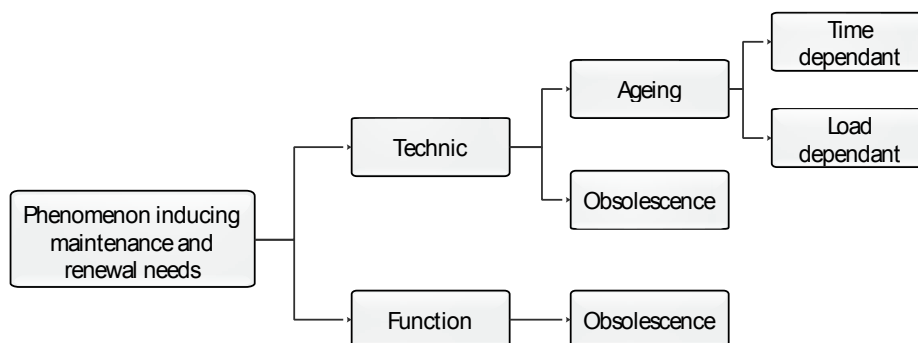 Time
dependant
Ageing
Load
dependant
Technic
Obsolescence
Phenomenon inducing
maintenance and
renewal needs
Function
Obsolescence